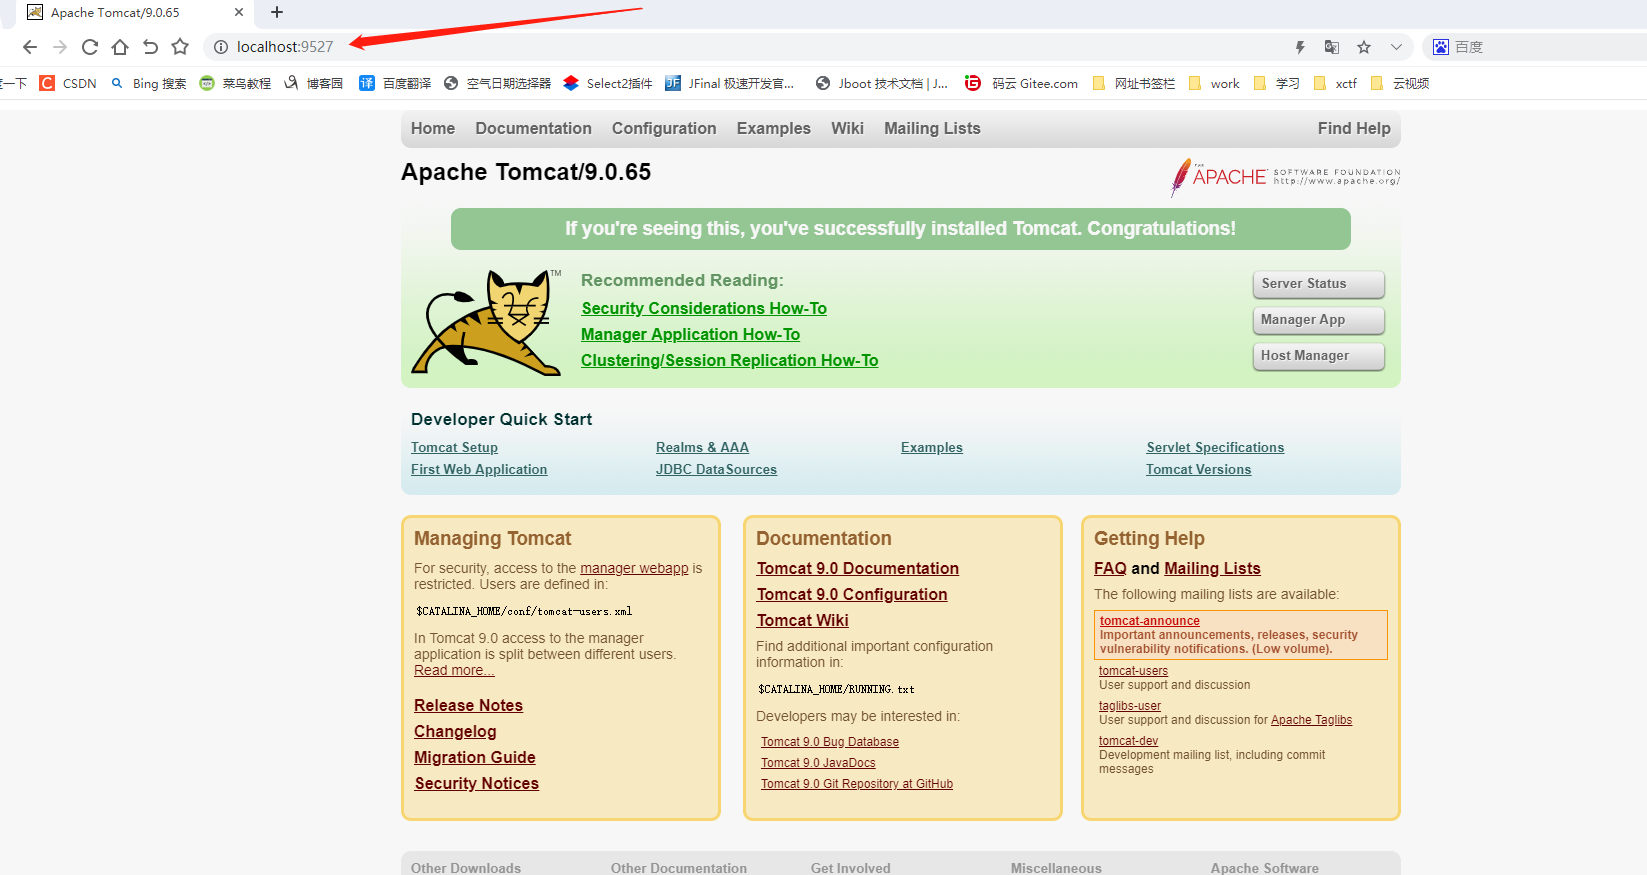 Apache Tomcat/9.0.65
localhost:9527
百度
一下 CSDN Bing 搜索 菜鸟教程 博客园 译 百度翻译 空气日期选择器 Select2插件 JF JFinal 极速开发官... Jboot 技术文档 | J... 码云 Gitee.com 网址书签栏 work 学习 xctf 云视频
Home Documentation Configuration Examples Wiki Mailing Lists Find Help
Apache Tomcat/9.0.65
THE APACHE SOFTWARE FOUNDATION
http://www.apache.org/
If you're seeing this, you've successfully installed Tomcat. Congratulations!
TM
Recommended Reading:
Security Considerations How-To
Manager Application How-To
Clustering/Session Replication How-To
Server Status
Manager App
Host Manager
Developer Quick Start
Tomcat Setup
First Web Application
Realms & AAA
JDBC DataSources
Examples
Servlet Specifications
Tomcat Versions
Managing Tomcat
For security, access to the manager webapp is
restricted. Users are defined in:
$CATALINA_HOME/conf/tomcat-users.xml
In Tomcat 9.0 access to the manager
application is split between different users.
Read more...
Release Notes
Changelog
Migration Guide
Security Notices
Documentation
Tomcat 9.0 Documentation
Tomcat 9.0 Configuration
Tomcat Wiki
Find additional important configuration
information in:
$CATALINA_HOME/RUNNING.txt
Developers may be interested in:
Tomcat 9.0 Bug Database
Tomcat 9.0 JavaDocs
Tomcat 9.0 Git Repository at GitHub
Getting Help
FAQ and Mailing Lists
The following mailing lists are available:
tomcat-announce
Important announcements, releases, security
vulnerability notifications. (Low volume).
tomcat-users
User support and discussion
taglibs-user
User support and discussion for Apache Taglibs
tomcat-dev
Development mailing list, including commit
messages
Other Downloads Other Documentation Get Involved Miscellaneous Apache Software